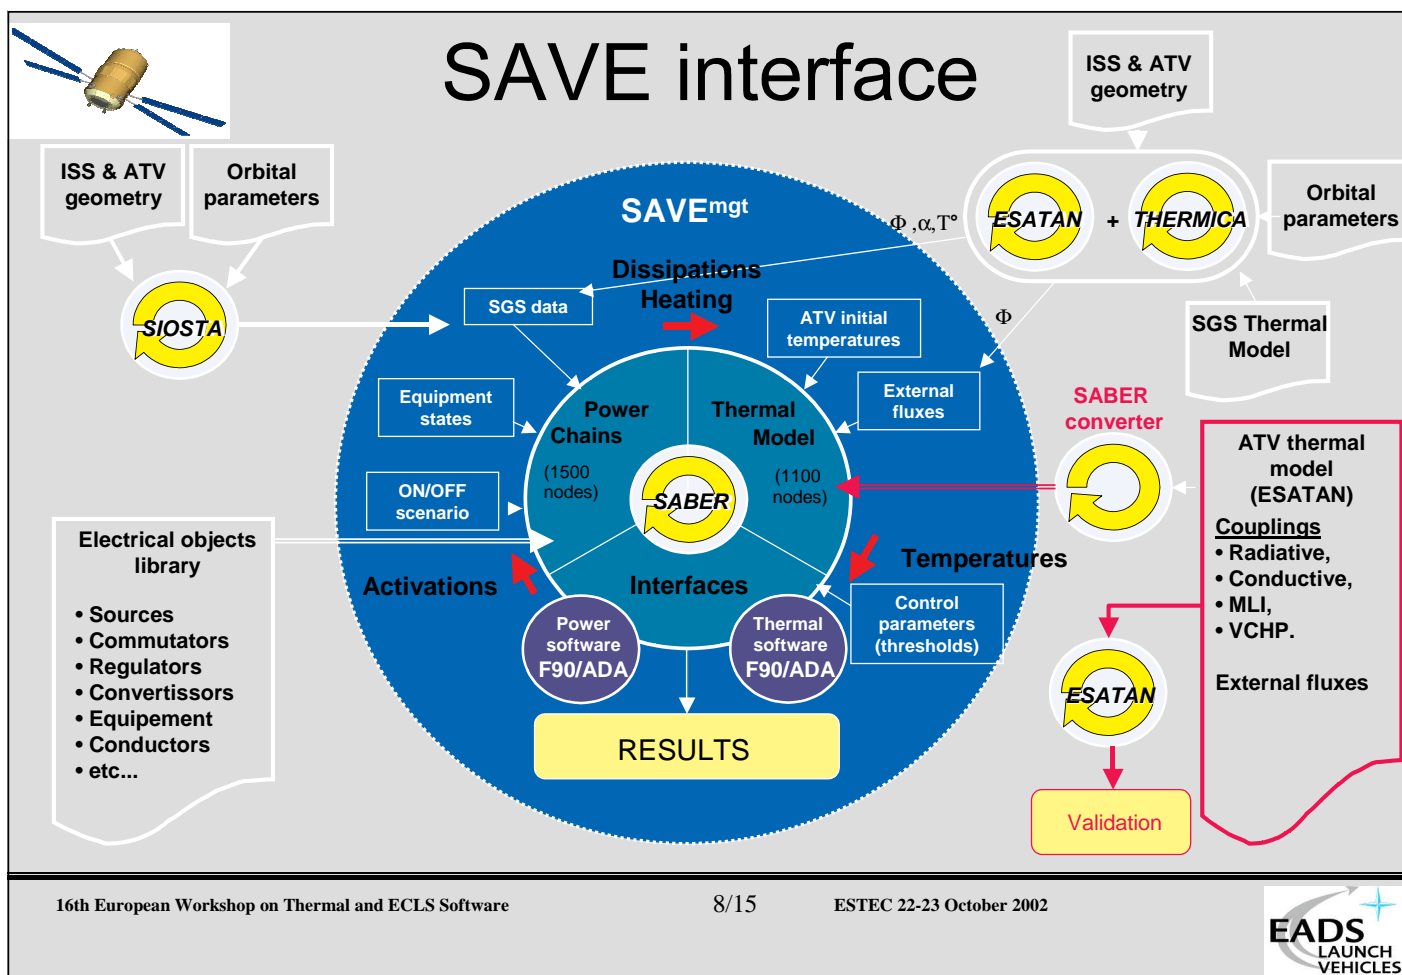 SAVE interface
ISS & ATV
geometry
ISS & ATV
geometry
Orbital
parameters
SIOSTA
SAVEmgt
Φ ,α,T°
ESATAN
+
THERMICA
Orbital
parameters
Dissipations
Heating
SGS data
ATV initial
temperatures
Φ
SGS Thermal
Model
Equipment
states
External
fluxes
Power
Chains
(1500
nodes)
Thermal
Model
(1100
nodes)
SABER
SABER
converter
ON/OFF
scenario
ATV thermal
model
(ESATAN)
Couplings
• Radiative,
• Conductive,
• MLI,
• VCHP.
External fluxes
Electrical objects
library
• Sources
• Commutators
• Regulators
• Convertissors
• Equipement
• Conductors
• etc...
Activations
Interfaces
Temperatures
Power
software
F90/ADA
Thermal
software
F90/ADA
Control
parameters
(thresholds)
ESATAN
RESULTS
Validation
16th European Workshop on Thermal and ECLS Software
8/15
ESTEC 22-23 October 2002
EADS
LAUNCH
VEHICLES